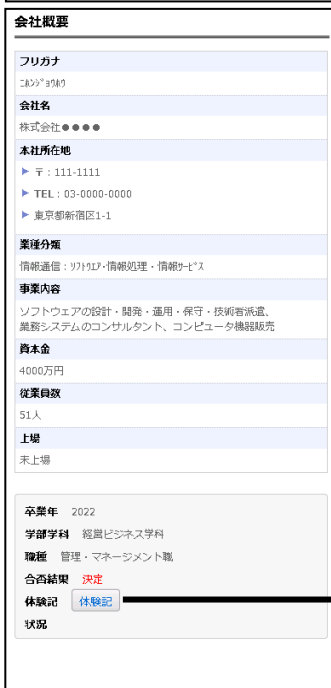 会社概要
フリガナ
ﾆﾎﾝｼﾞｮｳﾎｳ
会社名
株式会社●●●●
本社所在地
▶ 〒：111-1111
▶ TEL：03-0000-0000
▶ 東京都新宿区1-1
業種分類
情報通信：ｿﾌﾄｳｴｱ･情報処理・情報ｻｰﾋﾞｽ
事業内容
ソフトウェアの設計・開発・運用・保守・技術者派遣、
業務システムのコンサルタント、コンピュータ機器販売
資本金
4000万円
従業員数
51人
上場
未上場
卒業年 2022
学部学科 経営ビジネス学科
職種 管理・マネージメント職
合否結果 決定
体験記 体験記
状況